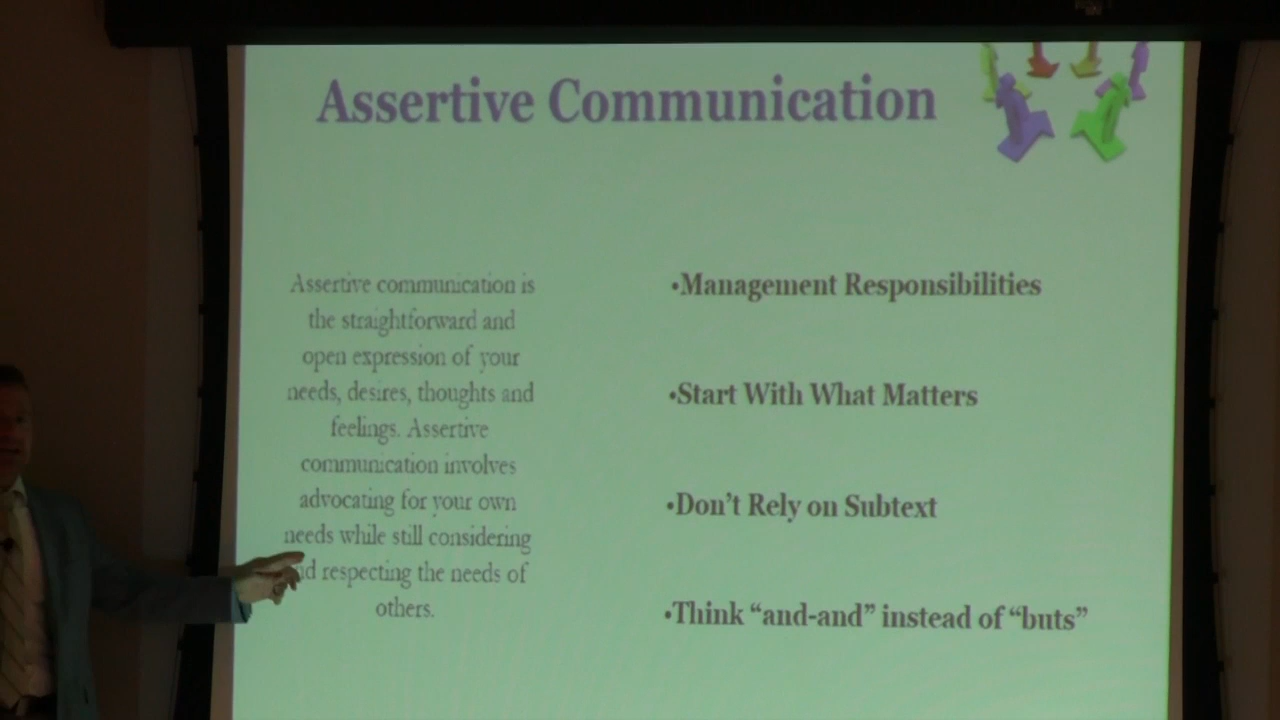 Assertive Communication
Assertive communication is
the straightforward and
open expression of your
needs, desires, thoughts and
feelings. Assertive
communication involves
advocating for your own
needs while still considering
respecting the needs of
others.
•Management Responsibilities
•Start With What Matters
•Don't Rely on Subtext
•Think “and-and” instead of “buts”